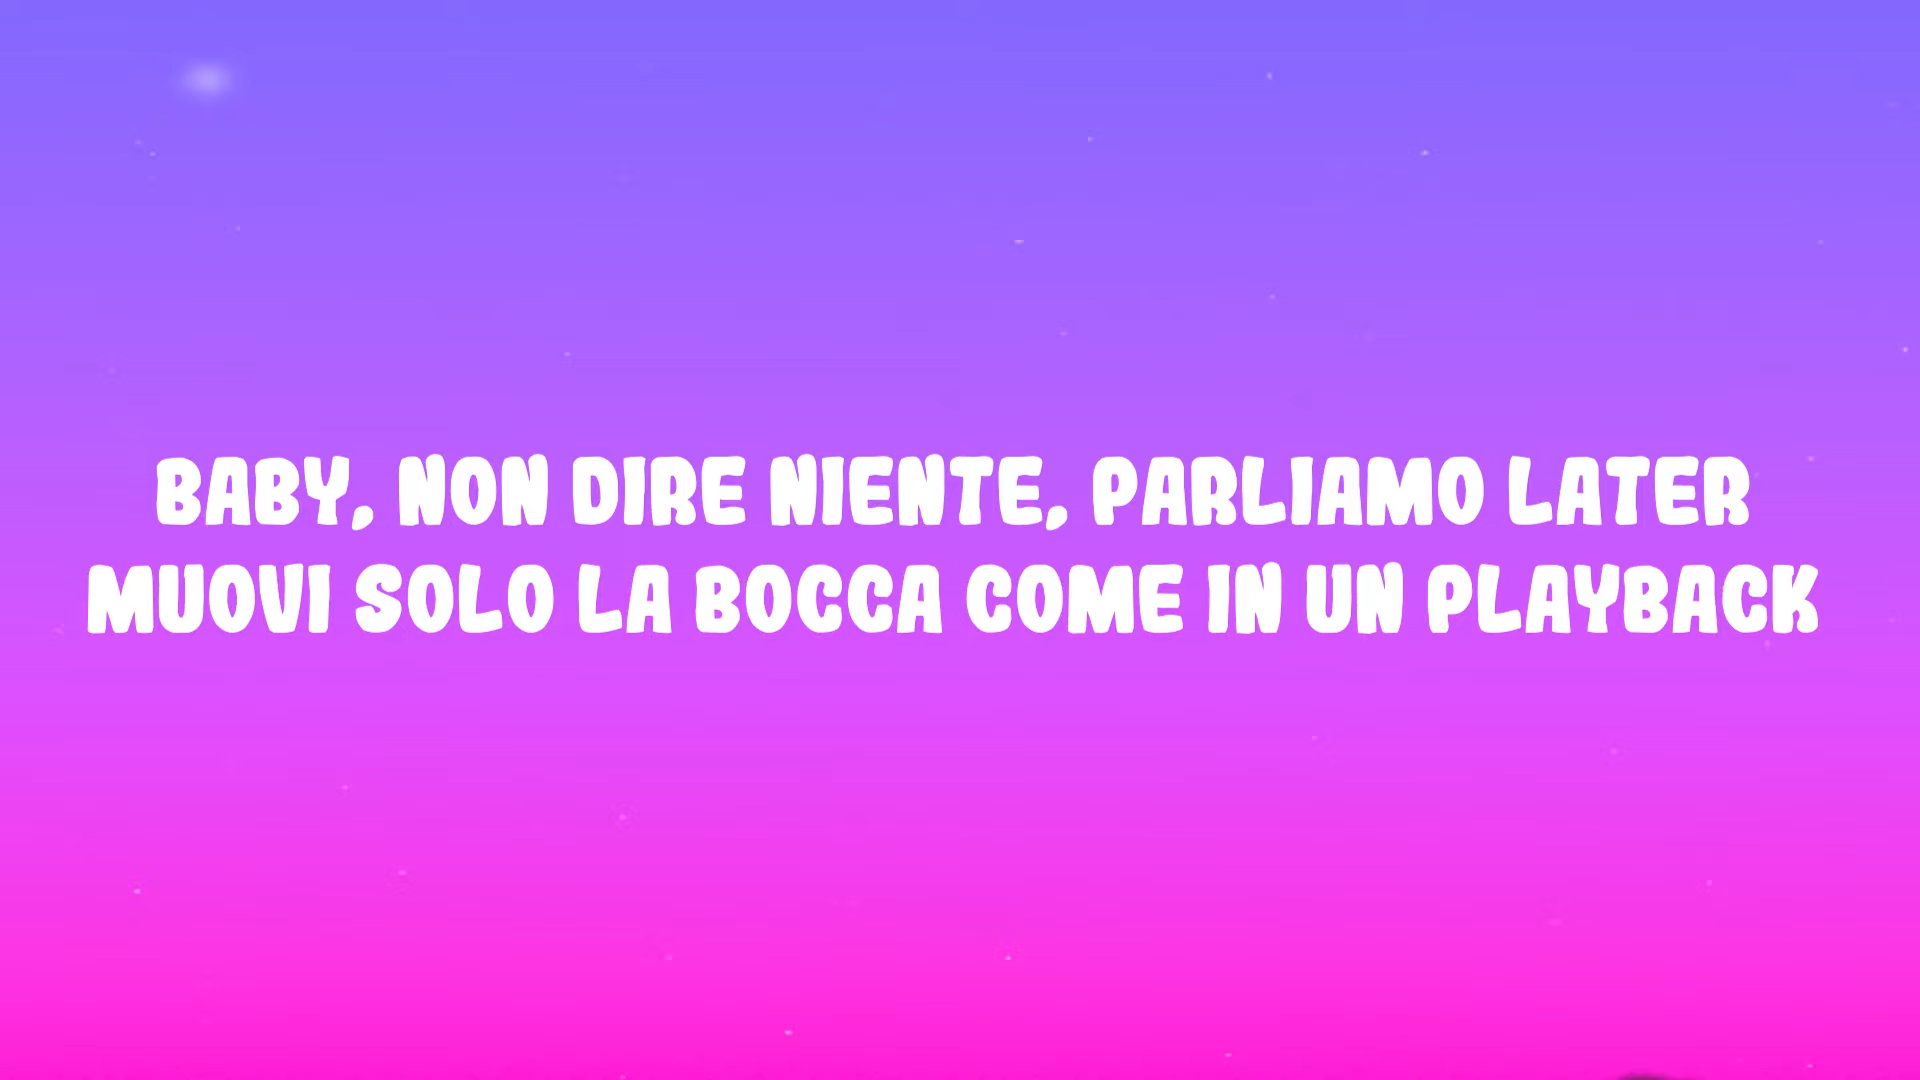 BABY, NON DIRE NIENTE, PARLIAMO LATER
MUOVI SOLO LA BOCCA COME IN UN PLAYBACK